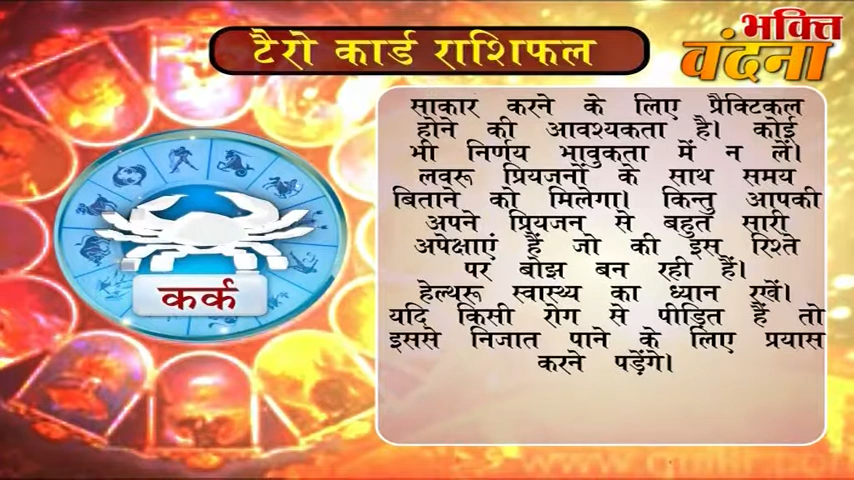 टैरो कार्ड राशिफल
भक्ति
वंदना
साकार करने के लिए प्रैक्टिकल
होने की आवश्यकता है। कोई
भी निर्णय भावुकता में न लें।
लवरू प्रियजनों के साथ समय
बिताने को मिलेगा। किन्तु आपकी
अपने प्रियजन से बहुत सारी
अपेक्षाएं हैं जो की इस रिश्ते
पर बोझ बन रही हैं।
हेल्थरू स्वास्थ्य का ध्यान रखें।
यदि किसी रोग से पीड़ित हैं तो
इससे निजात पाने के लिए प्रयास
करने पड़ेंगे।
कर्क